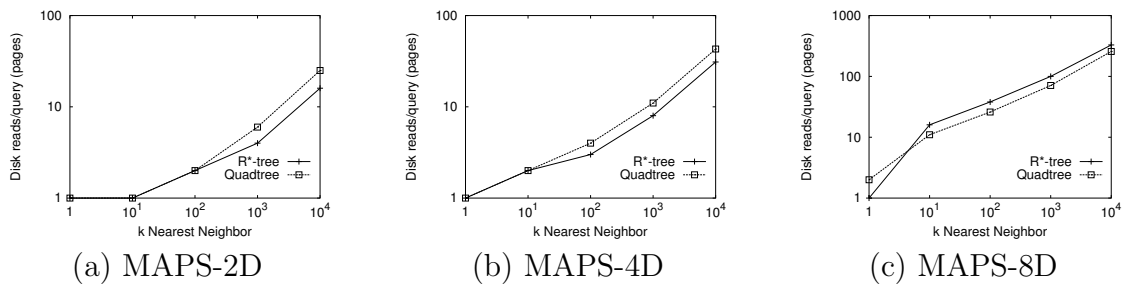 Disk reads/query (pages)
100
10
1
R*-tree
Quadtree
1 10^1 10^2 10^3 10^4
k Nearest Neighbor
(a) MAPS-2D
Disk reads/query (pages)
100
10
1
R*-tree
Quadtree
1 10^1 10^2 10^3 10^4
k Nearest Neighbor
(b) MAPS-4D
Disk reads/query (pages)
1000
100
10
1
R*-tree
Quadtree
1 10^1 10^2 10^3 10^4
k Nearest Neighbor
(c) MAPS-8D